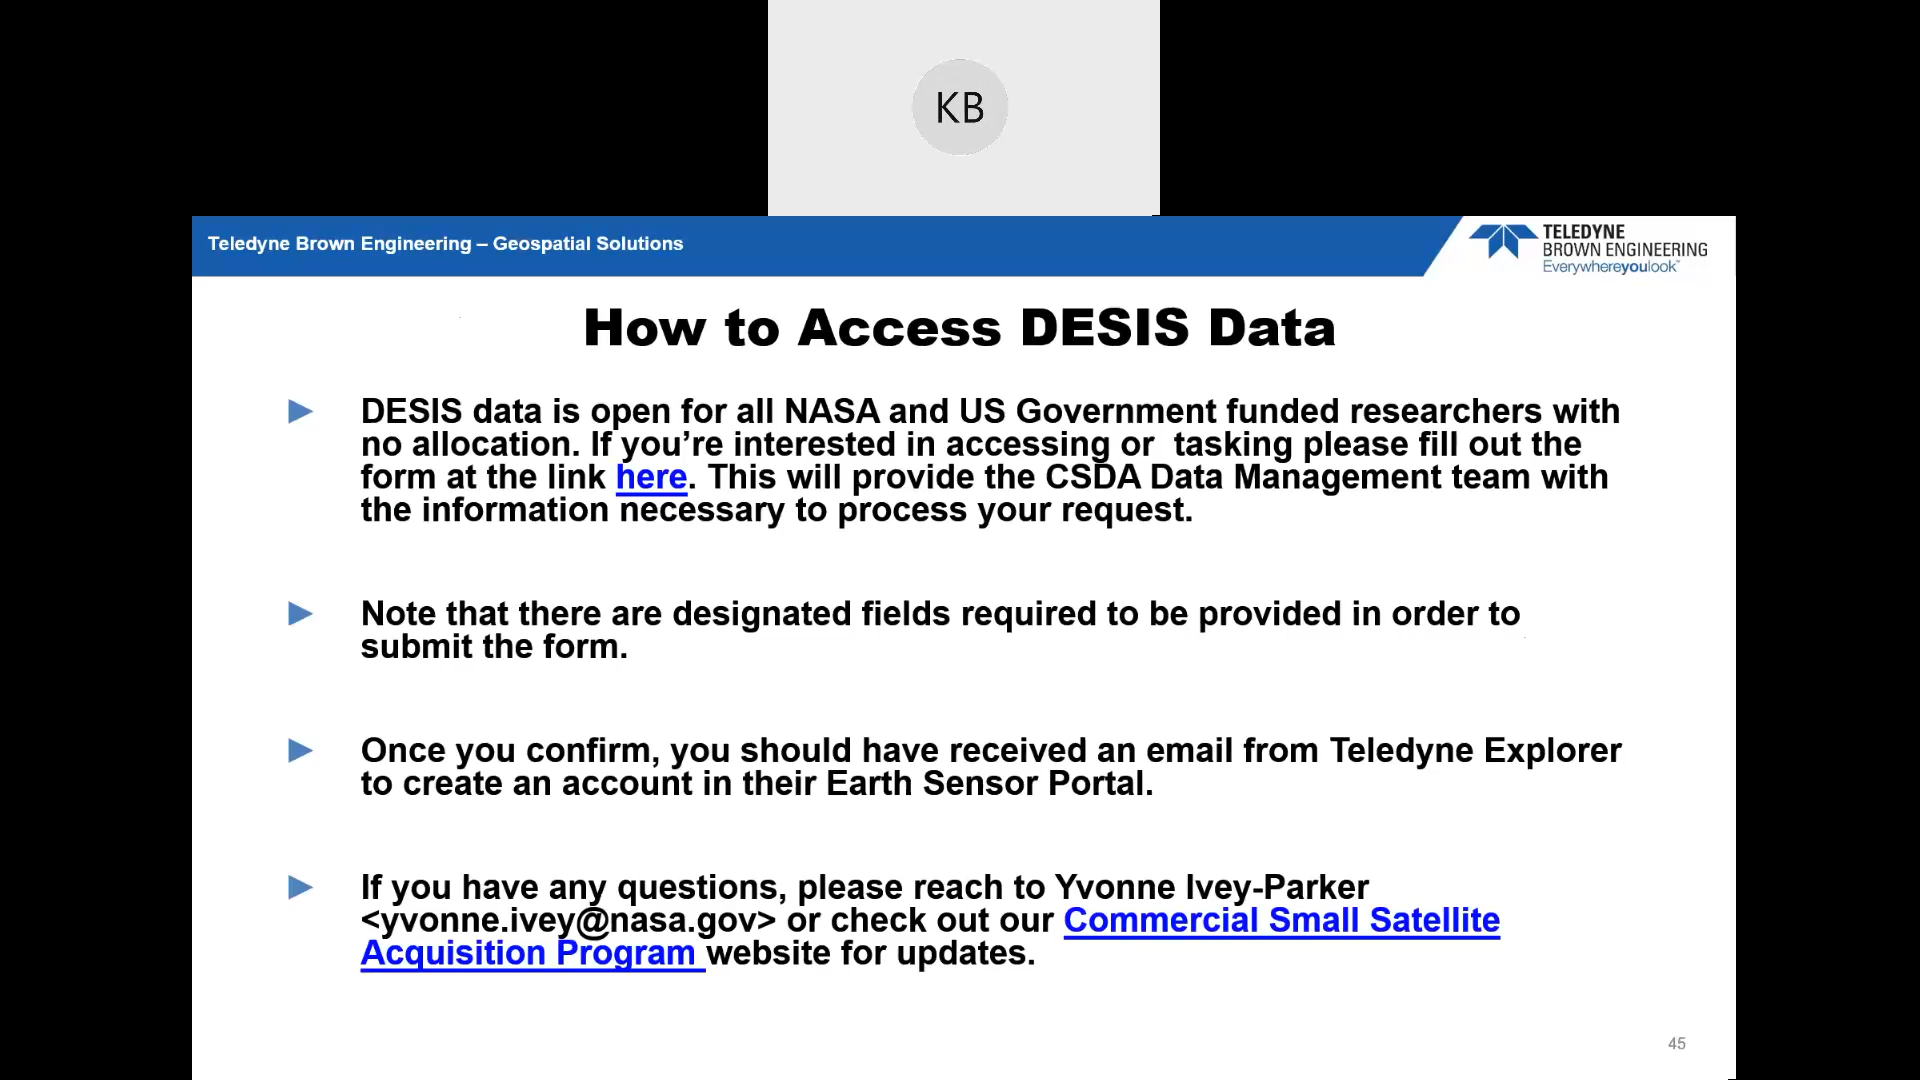 KB
Teledyne Brown Engineering – Geospatial Solutions
TELEDYNE
BROWN ENGINEERING
Everywhereyoulook™
How to Access DESIS Data
DESIS data is open for all NASA and US Government funded researchers with
no allocation. If you’re interested in accessing or  tasking please fill out the
form at the link here. This will provide the CSDA Data Management team with
the information necessary to process your request.
Note that there are designated fields required to be provided in order to
submit the form.
Once you confirm, you should have received an email from Teledyne Explorer
to create an account in their Earth Sensor Portal.
If you have any questions, please reach to Yvonne Ivey-Parker
<yvonne.ivey@nasa.gov> or check out our Commercial Small Satellite
Acquisition Program website for updates.
45